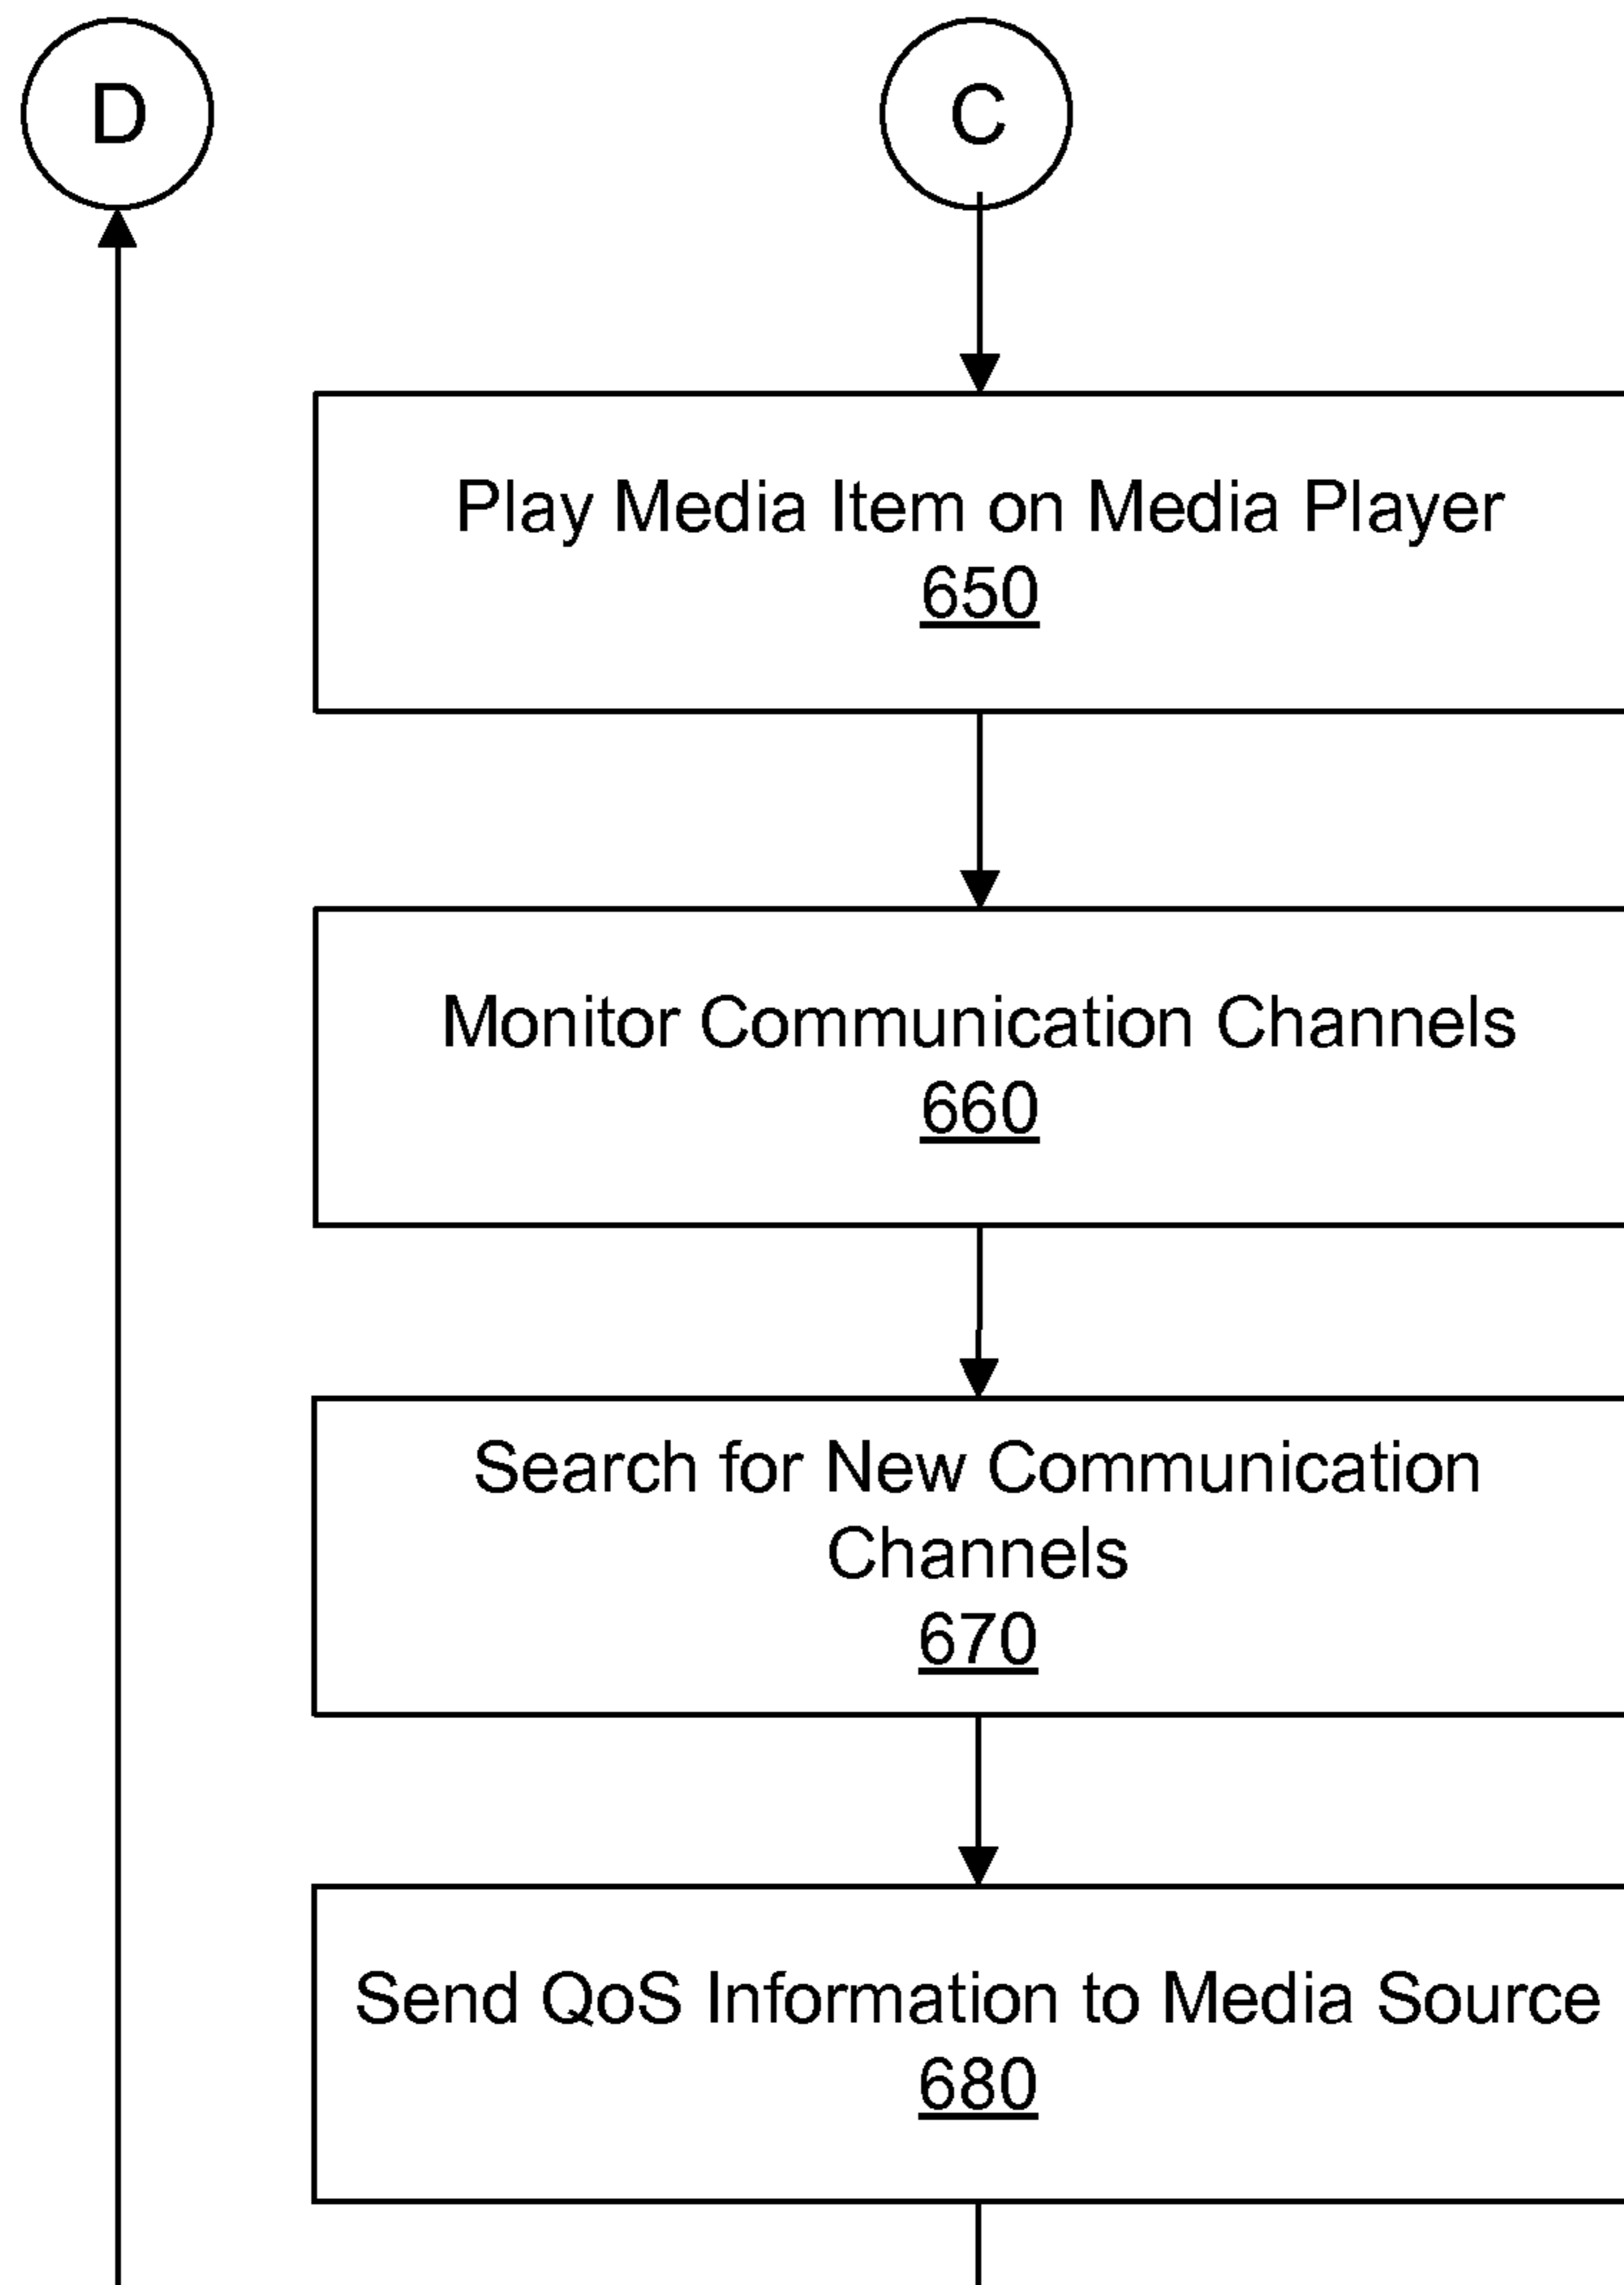 D
C
Play Media Item on Media Player
650
Monitor Communication Channels
660
Search for New Communication
Channels
670
Send QoS Information to Media Source
680